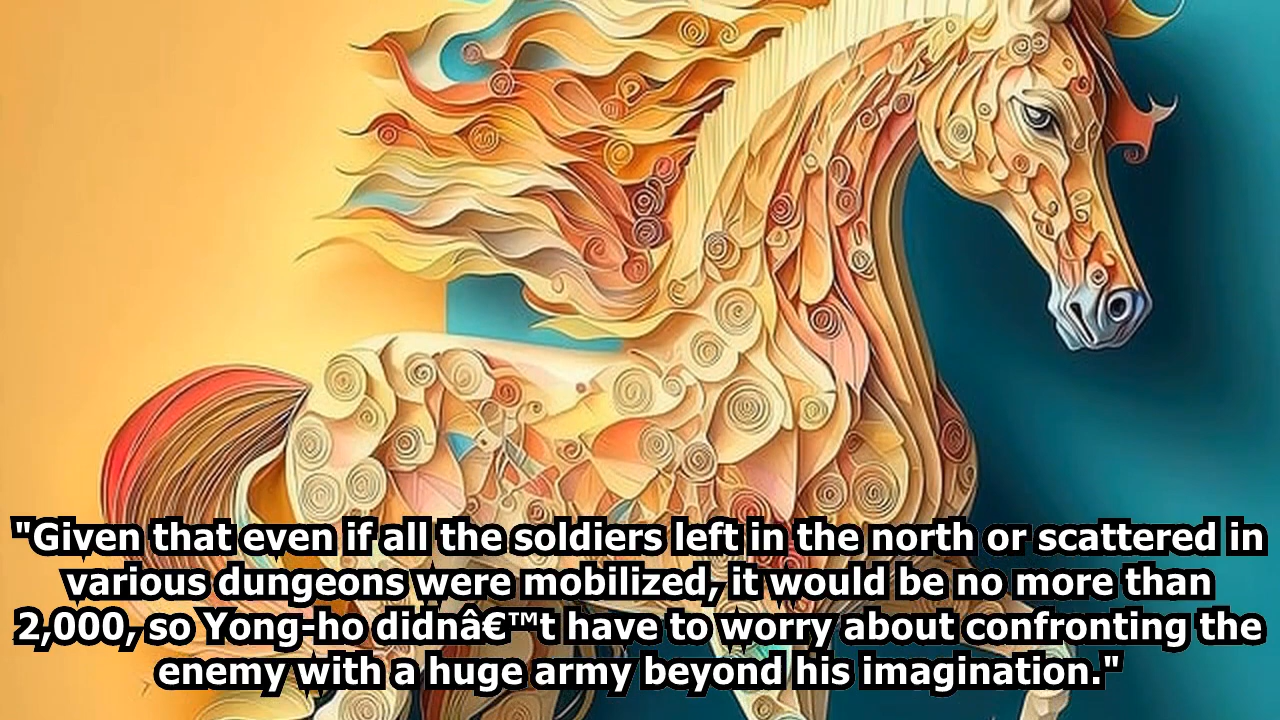 "Given that even if all the soldiers left in the north or scattered in
various dungeons were mobilized, it would be no more than
2,000, so Yong-ho didnâ€™t have to worry about confronting the
enemy with a huge army beyond his imagination."